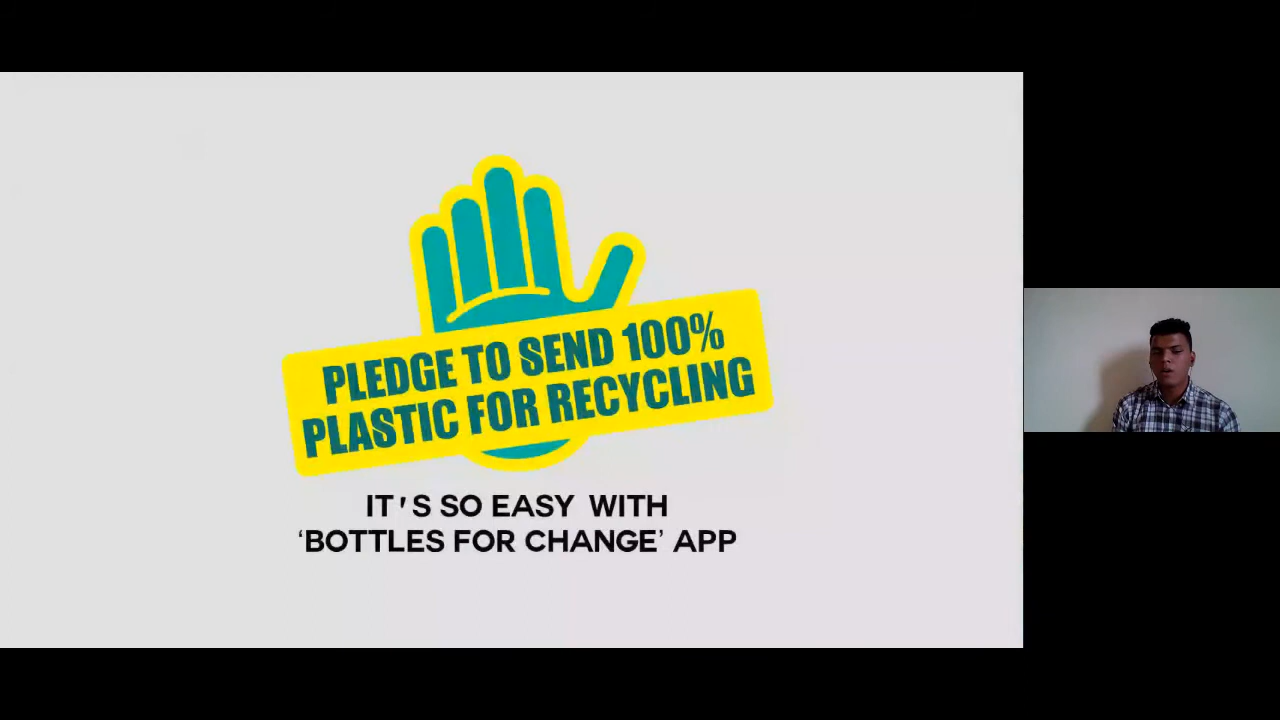 PLEDGE TO SEND 100%
PLASTIC FOR RECYCLING
IT'S SO EASY WITH
‘BOTTLES FOR CHANGE’ APP